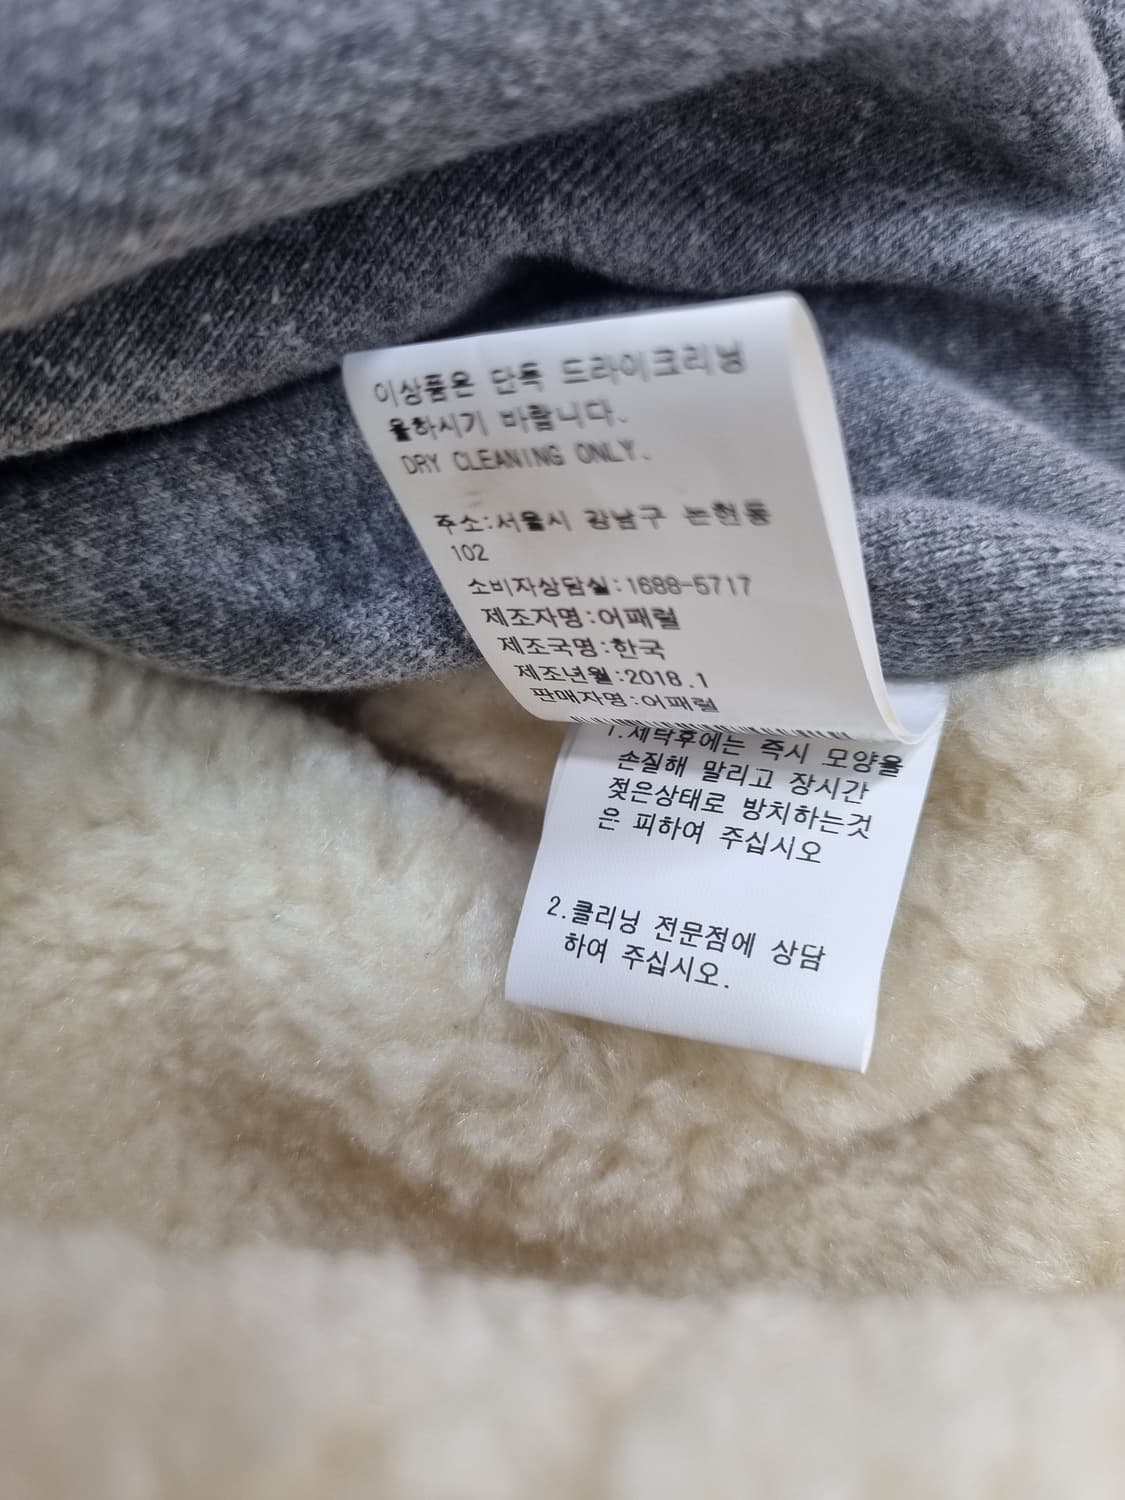 이상품은 단독 드라이크리닝
을하시기 바랍니다.
DRY CLEANING ONLY.
주소:서울시 강남구 논현동
102
소비자상담실:1688-5717
제조자명:어패럴
제조국명:한국
제조년월:2018.1
판매자명:어패럴
1.세탁후에는 즉시 모양을
손질해 말리고 장시간
젖은상태로 방치하는것
은 피하여 주십시오
2.클리닝 전문점에 상담
하여 주십시오.